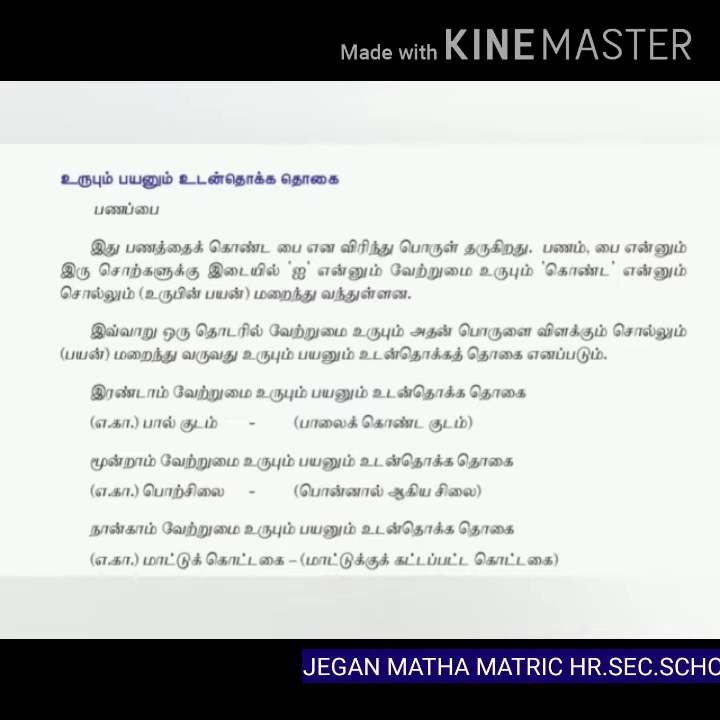 Made with KINEMASTER
உருபும் பயனும் உடன்தொக்க தொகை
பணப்பை
இது பணத்தைக் கொண்ட பை என விரிந்து பொருள் தருகிறது. பணம், பை என்னும்
இரு சொற்களுக்கு இடையில் ‘ஐ’ என்னும் வேற்றுமை உருபும் ‘கொண்ட’ என்னும்
சொல்லும் (உருபின் பயன்) மறைந்து வந்துள்ளன.
இவ்வாறு ஒரு தொடரில் வேற்றுமை உருபும் அதன் பொருளை விளக்கும் சொல்லும்
(பயன்) மறைந்து வருவது உருபும் பயனும் உடன்தொக்கத் தொகை எனப்படும்.
இரண்டாம் வேற்றுமை உருபும் பயனும் உடன்தொக்க தொகை
(எ.கா.) பால் குடம் - (பாலைக் கொண்ட குடம்)
மூன்றாம் வேற்றுமை உருபும் பயனும் உடன்தொக்க தொகை
(எ.கா.) பொற்சிலை - (பொன்னால் ஆகிய சிலை)
நான்காம் வேற்றுமை உருபும் பயனும் உடன்தொக்க தொகை
(எ.கா.) மாட்டுக் கொட்டகை – (மாட்டுக்குக் கட்டப்பட்ட கொட்டகை)
JEGAN MATHA MATRIC HR.SEC.SCHO